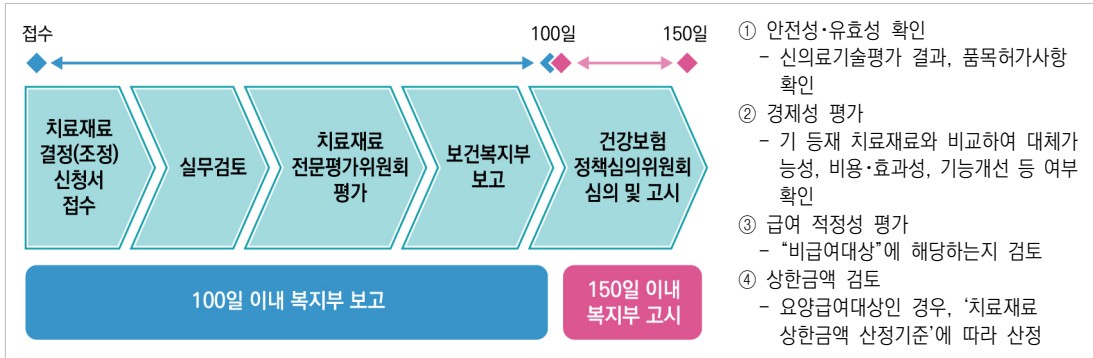 접수
100일
150일
치료재료
결정(조정)
신청서
접수
실무검토
치료재료
전문평가위원회
평가
보건복지부
보고
건강보험
정책심의위원회
심의 및 고시
100일 이내 복지부 보고
150일 이내
복지부 고시
① 안전성·유효성 확인
- 신의료기술평가 결과, 품목허가사항
확인
② 경제성 평가
- 기 등재 치료재료와 비교하여 대체가
능성, 비용·효과성, 기능개선 등 여부
확인
③ 급여 적정성 평가
- “비급여대상”에 해당하는지 검토
④ 상한금액 검토
- 요양급여대상인 경우, ‘치료재료
상한금액 산정기준’에 따라 산정